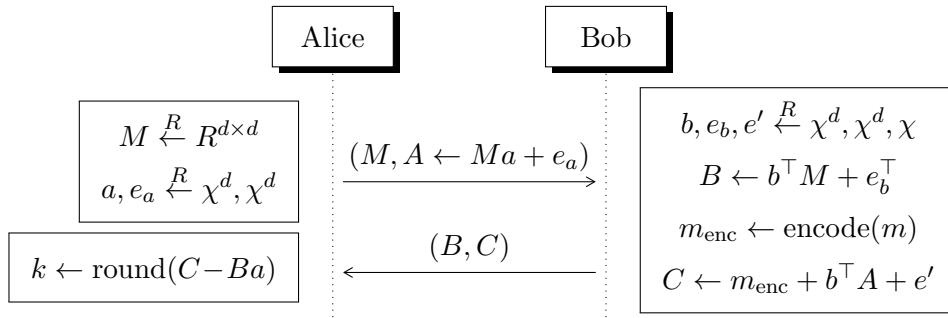 Alice
Bob
M ←R R^{d×d}
a, e_a ←R χ^d, χ^d
(M, A ← Ma + e_a)
b, e_b, e′ ←R χ^d, χ^d, χ
B ← b^⊤M + e_b^⊤
m_enc ← encode(m)
C ← m_enc + b^⊤A + e′
(B, C)
k ← round(C−Ba)